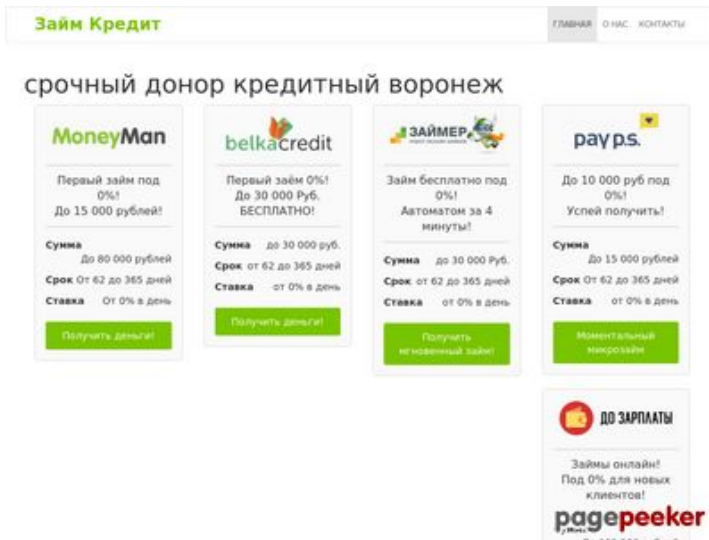 Займ Кредит
ГЛАВНАЯ О НАС КОНТАКТЫ
срочный донор кредитный воронеж
MoneyMan
Первый займ под
0%!
До 15 000 рублей!
Сумма
До 80 000 рублей
Срок От 62 до 365 дней
Ставка От 0% в день
Получить деньги!
belkacredit
Первый заём 0%!
До 30 000 Руб.
БЕСПЛАТНО!
Сумма до 30 000 руб.
Срок от 62 до 365 дней
Ставка от 0% в день
Получить деньги!
ЗАЙМЕР
Займ бесплатно под
0%!
Автоматом за 4
минуты!
Сумма до 30 000 Руб.
Срок от 62 до 365 дней
Ставка от 0% в день
Получить
мгновенный займ!
pay p.s.
До 10 000 руб под
0%!
Успей получить!
Сумма
До 15 000 рублей
Срок От 62 до 365 дней
Ставка От 0% в день
Моментальный
микрозайм
ДО ЗАРПЛАТЫ
Займы онлайн!
Под 0% для новых
клиентов!
pagepeeker